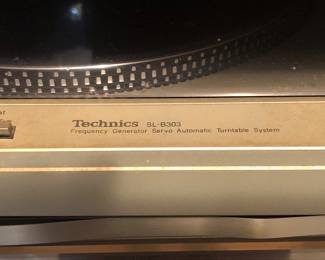 Technics SL-B303
Frequency Generator Servo Automatic Turntable System